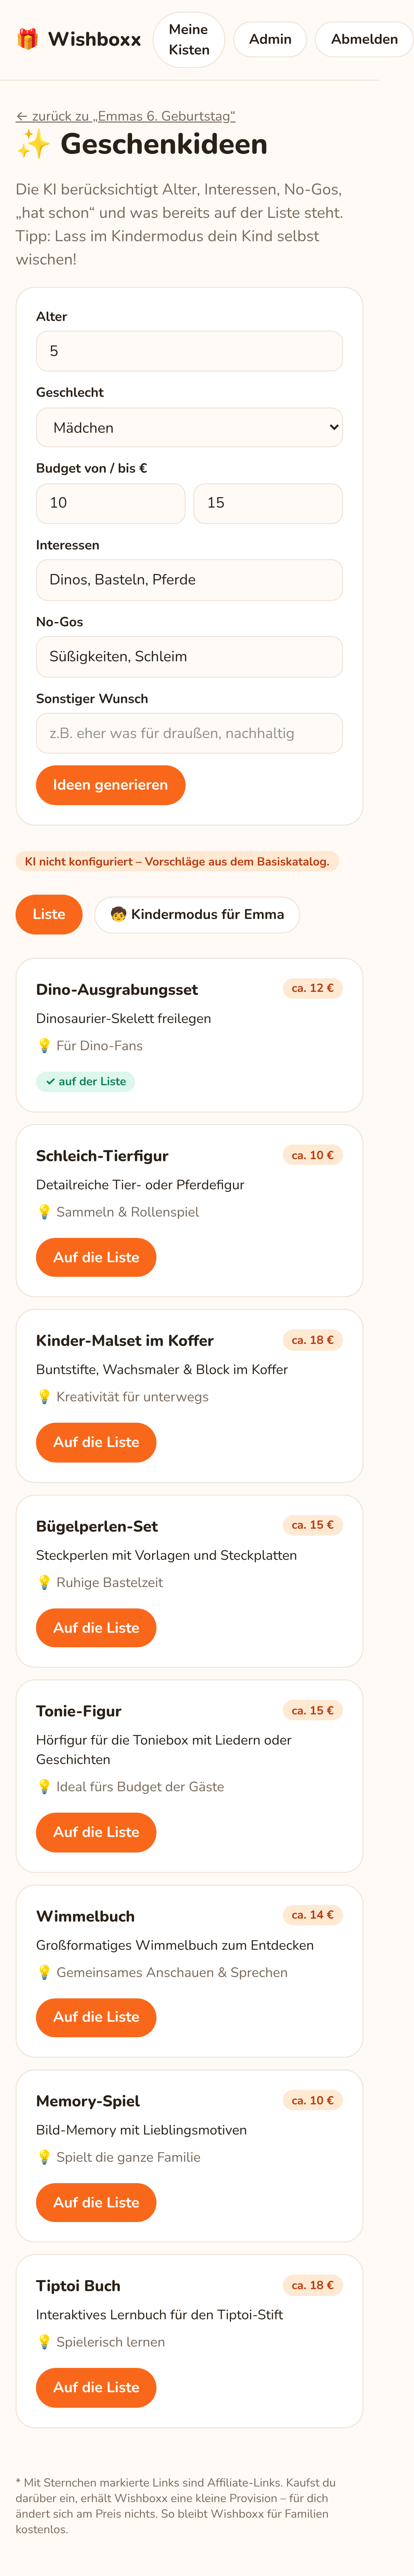 🎁 Wishboxx
Meine
Kisten
Admin
Abmelden
← zurück zu „Emmas 6. Geburtstag“
✨ Geschenkideen
Die KI berücksichtigt Alter, Interessen, No-Gos,
„hat schon“ und was bereits auf der Liste steht.
Tipp: Lass im Kindermodus dein Kind selbst
wischen!
Alter
5
Geschlecht
Mädchen
Budget von / bis €
10
15
Interessen
Dinos, Basteln, Pferde
No-Gos
Süßigkeiten, Schleim
Sonstiger Wunsch
z.B. eher was für draußen, nachhaltig
Ideen generieren
KI nicht konfiguriert – Vorschläge aus dem Basiskatalog.
Liste
🧒 Kindermodus für Emma
Dino-Ausgrabungsset
ca. 12 €
Dinosaurier-Skelett freilegen
💡 Für Dino-Fans
✓ auf der Liste
Schleich-Tierfigur
ca. 10 €
Detailreiche Tier- oder Pferdefigur
💡 Sammeln & Rollenspiel
Auf die Liste
Kinder-Malset im Koffer
ca. 18 €
Buntstifte, Wachsmaler & Block im Koffer
💡 Kreativität für unterwegs
Auf die Liste
Bügelperlen-Set
ca. 15 €
Steckperlen mit Vorlagen und Steckplatten
💡 Ruhige Bastelzeit
Auf die Liste
Tonie-Figur
ca. 15 €
Hörfigur für die Toniebox mit Liedern oder
Geschichten
💡 Ideal fürs Budget der Gäste
Auf die Liste
Wimmelbuch
ca. 14 €
Großformatiges Wimmelbuch zum Entdecken
💡 Gemeinsames Anschauen & Sprechen
Auf die Liste
Memory-Spiel
ca. 10 €
Bild-Memory mit Lieblingsmotiven
💡 Spielt die ganze Familie
Auf die Liste
Tiptoi Buch
ca. 18 €
Interaktives Lernbuch für den Tiptoi-Stift
💡 Spielerisch lernen
Auf die Liste
* Mit Sternchen markierte Links sind Affiliate-Links. Kaufst du
darüber ein, erhält Wishboxx eine kleine Provision – für dich
ändert sich am Preis nichts. So bleibt Wishboxx für Familien
kostenlos.